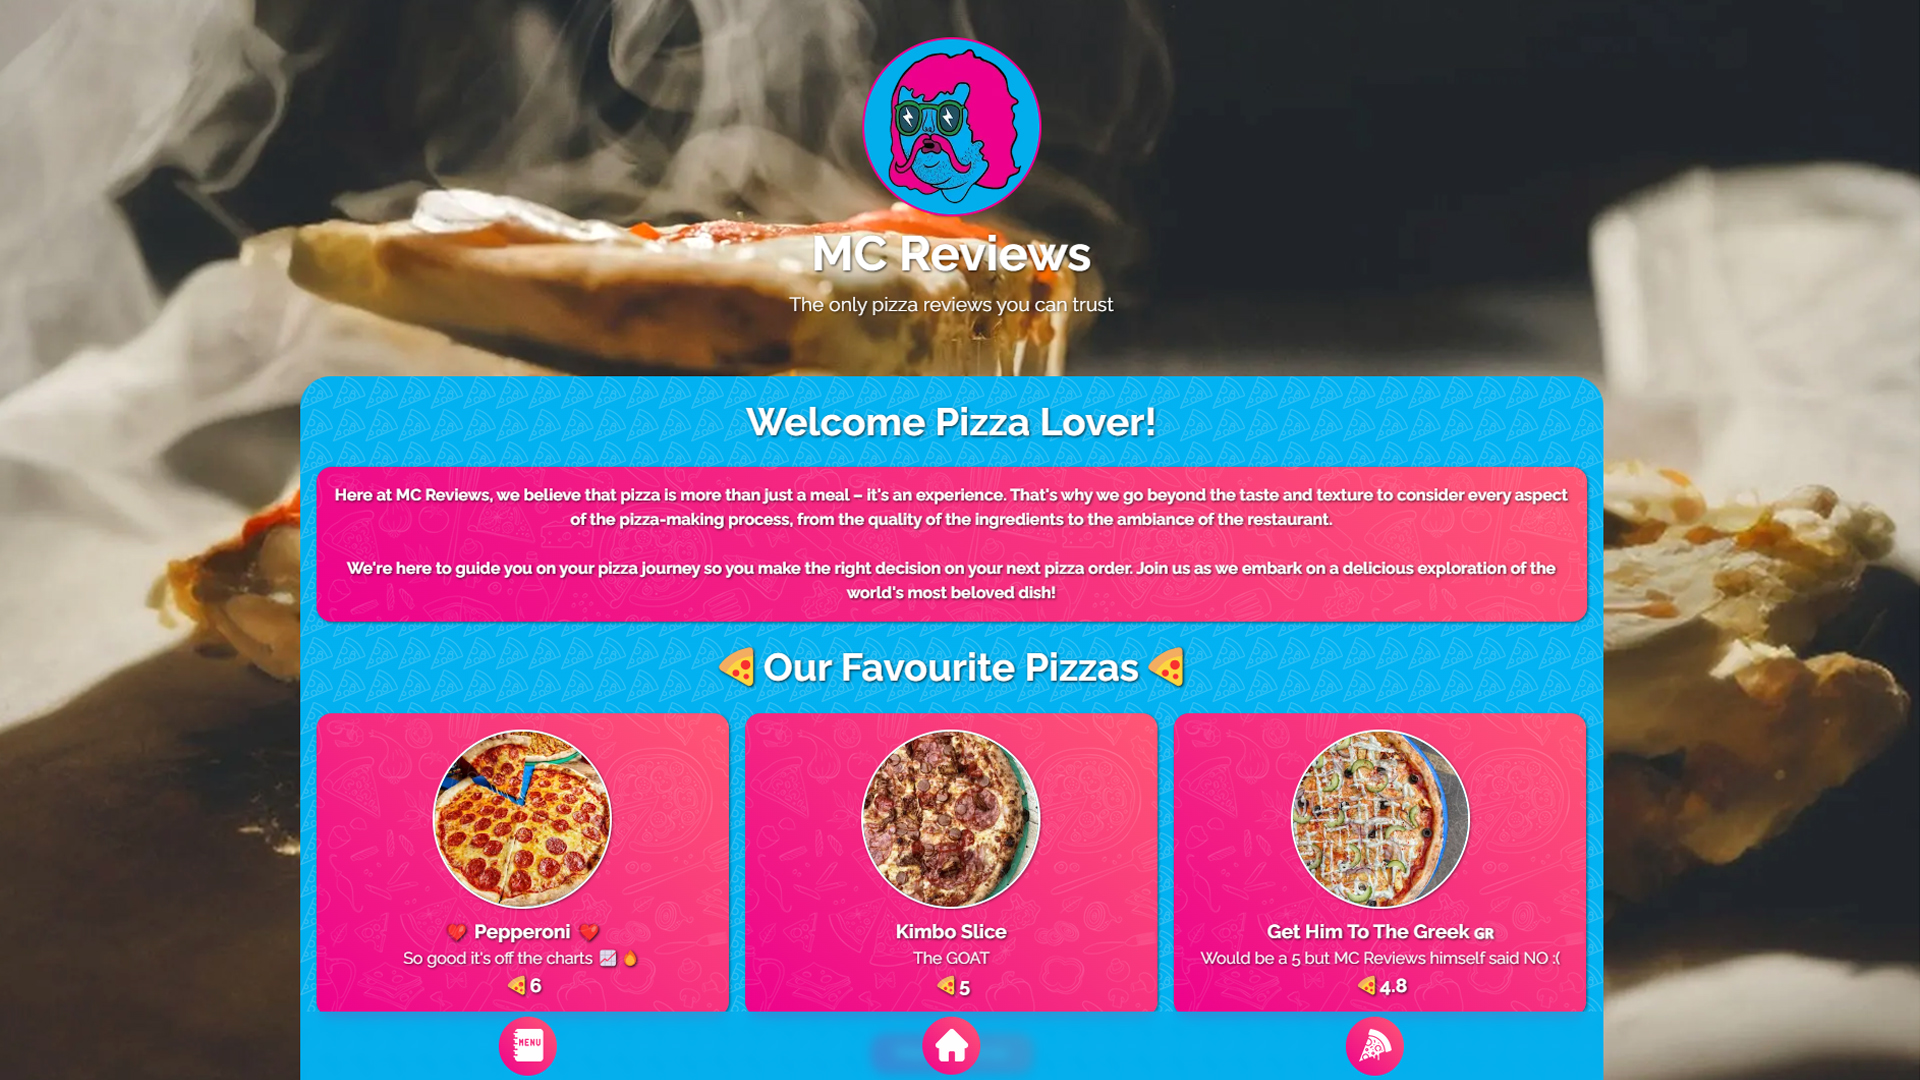 MC Reviews
The only pizza reviews you can trust
Welcome Pizza Lover!
Here at MC Reviews, we believe that pizza is more than just a meal – it's an experience. That's why we go beyond the taste and texture to consider every aspect
of the pizza-making process, from the quality of the ingredients to the ambiance of the restaurant.
We're here to guide you on your pizza journey so you make the right decision on your next pizza order. Join us as we embark on a delicious exploration of the
world's most beloved dish!
🍕 Our Favourite Pizzas 🍕
❤️ Pepperoni ❤️
So good it's off the charts 📈🔥
🍕6
Kimbo Slice
The GOAT
🍕5
Get Him To The Greek 🇬🇷
Would be a 5 but MC Reviews himself said NO :(
🍕4.8
MENU